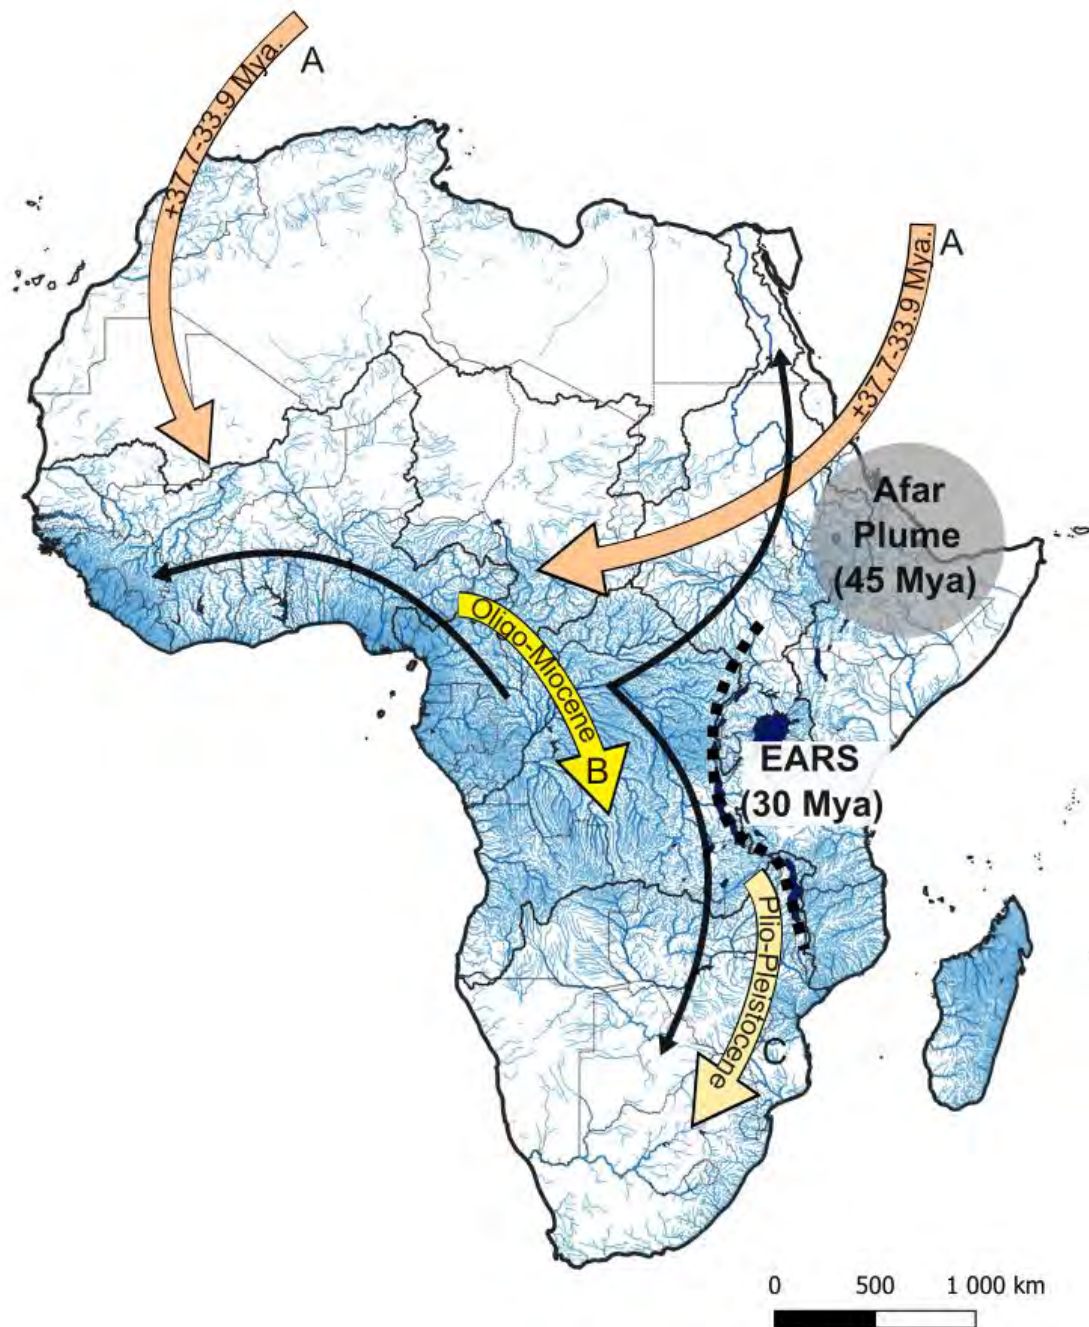 A
+37.7-33.9 Mya.
A
±37.7-33.9 Mya.
Afar
Plume
(45 Mya)
Oligo-Miocene
B
EARS
(30 Mya)
Plio-Pleistocene
C
0 500 1 000 km